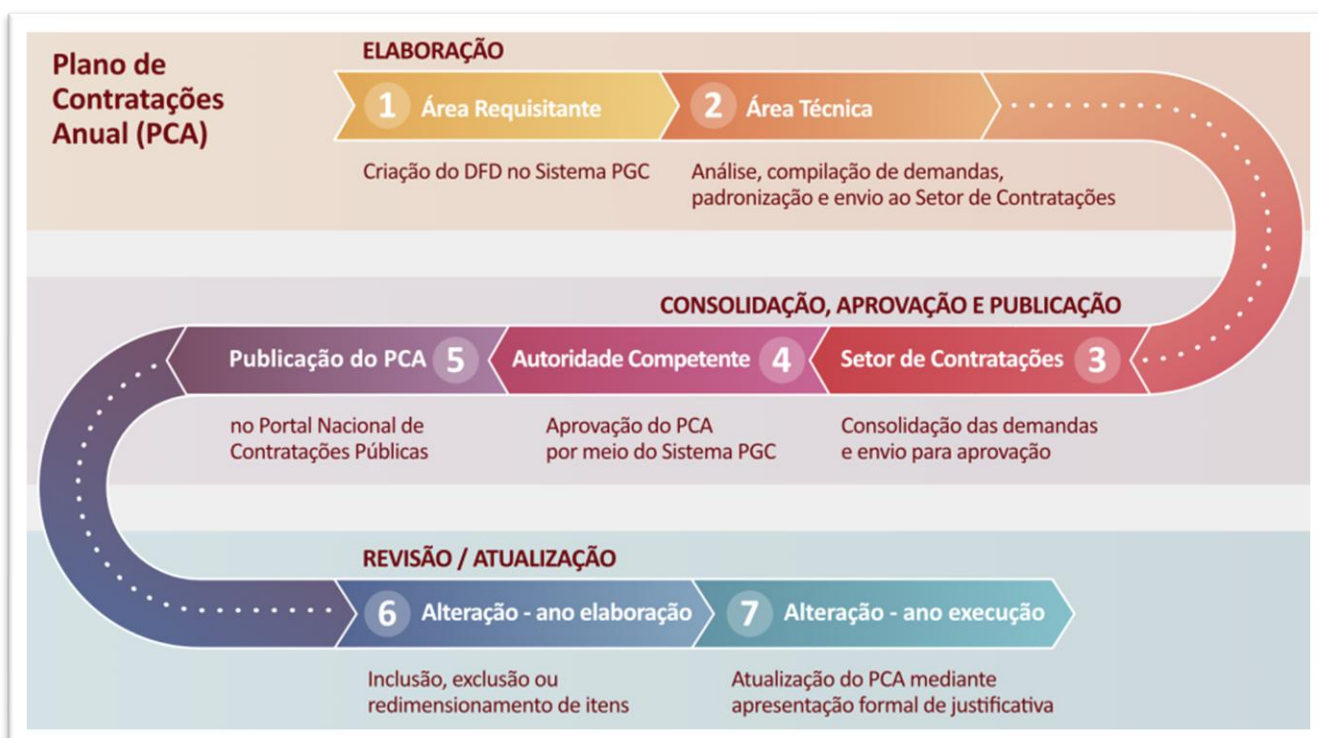 Plano de
Contratações
Anual (PCA)
ELABORAÇÃO
1 Área Requisitante
Criação do DFD no Sistema PGC
2 Área Técnica
Análise, compilação de demandas,
padronização e envio ao Setor de Contratações
CONSOLIDAÇÃO, APROVAÇÃO E PUBLICAÇÃO
Setor de Contratações 3
Consolidação das demandas
e envio para aprovação
Autoridade Competente 4
Aprovação do PCA
por meio do Sistema PGC
Publicação do PCA 5
no Portal Nacional de
Contratações Públicas
REVISÃO / ATUALIZAÇÃO
6 Alteração - ano elaboração
Inclusão, exclusão ou
redimensionamento de itens
7 Alteração - ano execução
Atualização do PCA mediante
apresentação formal de justificativa